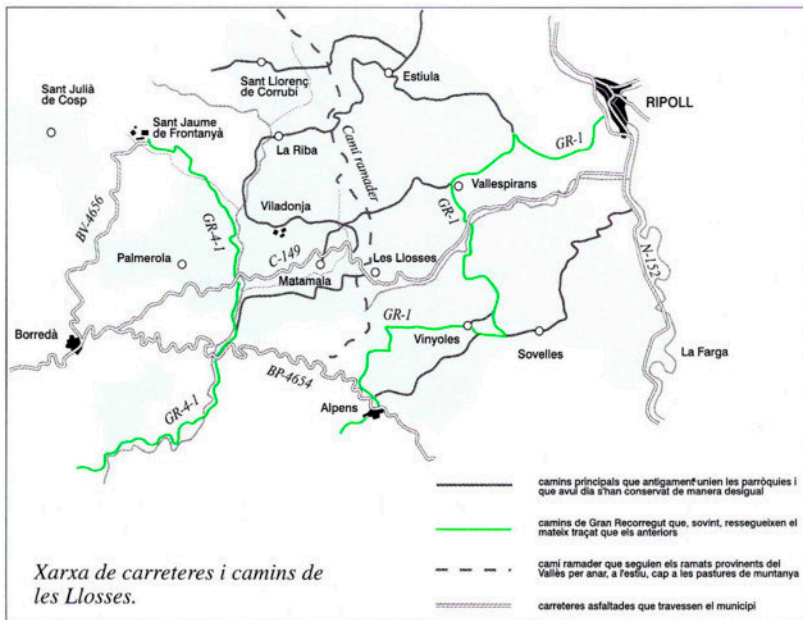 Sant Julià
de Cosp
Sant Llorenç
de Corrubí
Estiula
RIPOLL
Sant Jaume
de Frontanyà
La Riba
Camí ramader
GR-1
Vallespirans
BV-4656
GR-4-1
Viladonja
GR-1
Palmerola
C-149
Les Llosses
N-152
Matamala
GR-1
Borredà
Vinyoles
Sovelles
La Farga
BP-4654
GR-4-1
Alpens
camins principals que antigament unien les parròquies i
que avui dia s'han conservat de manera desigual
camins de Gran Recorregut que, sovint, ressegueixen el
mateix traçat que els anteriors
camí ramader que seguien els ramats provinents del
Vallès per anar, a l'estiu, cap a les pastures de muntanya
carreteres asfaltades que travessen el municipi
Xarxa de carreteres i camins de
les Llosses.